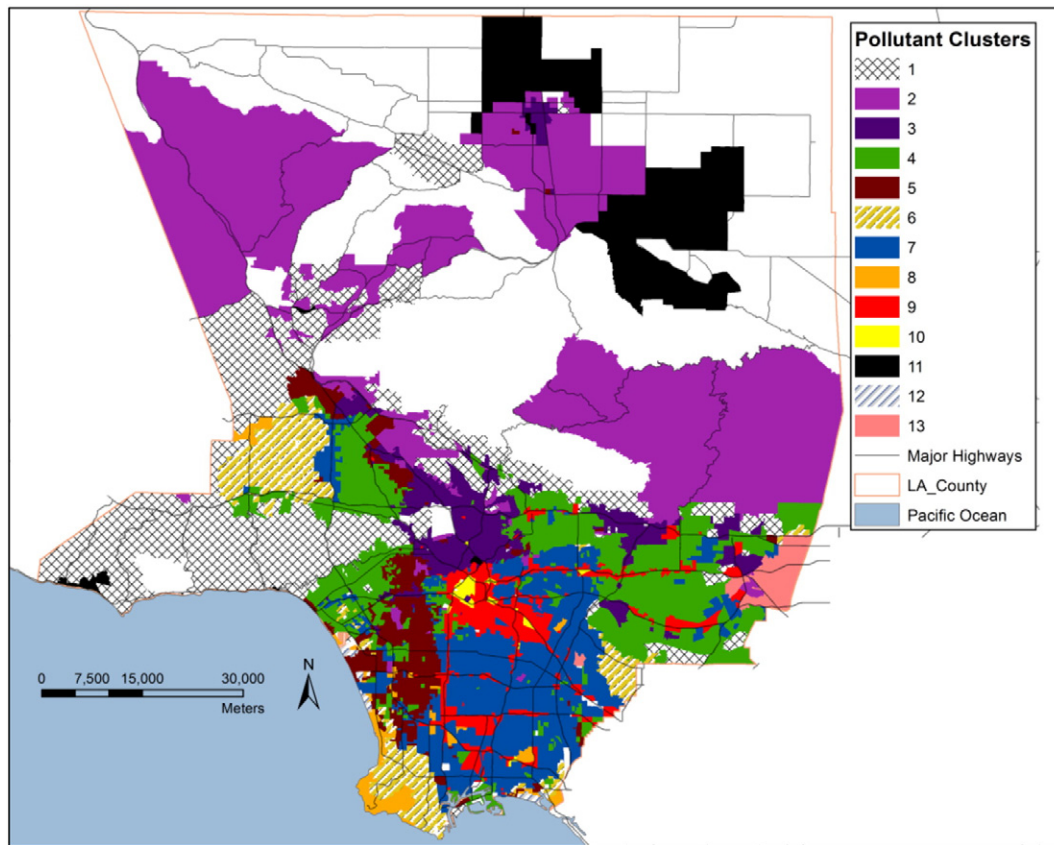 Pollutant Clusters
1
2
3
4
5
6
7
8
9
10
11
12
13
Major Highways
LA_County
Pacific Ocean
N
0 7,500 15,000 30,000
Meters